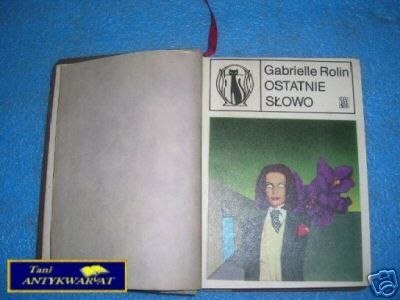 Gabrielle Rolin
OSTATNIE
SŁOWO
Tani
ANTYKWARYAT